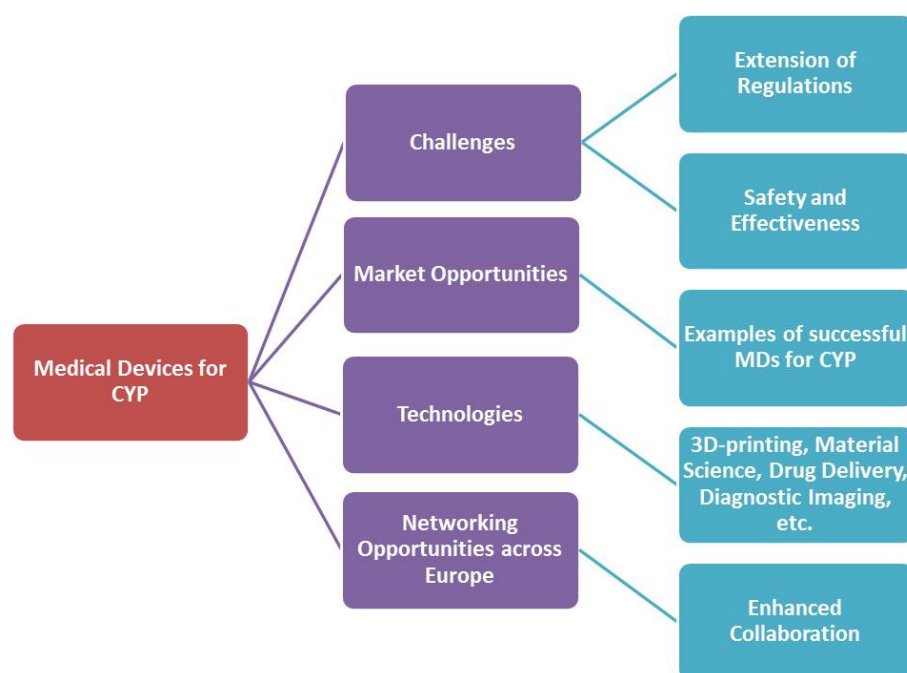 Medical Devices for
CYP
Challenges
Market Opportunities
Technologies
Networking
Opportunities across
Europe
Extension of
Regulations
Safety and
Effectiveness
Examples of successful
MDs for CYP
3D-printing, Material
Science, Drug Delivery,
Diagnostic Imaging,
etc.
Enhanced
Collaboration